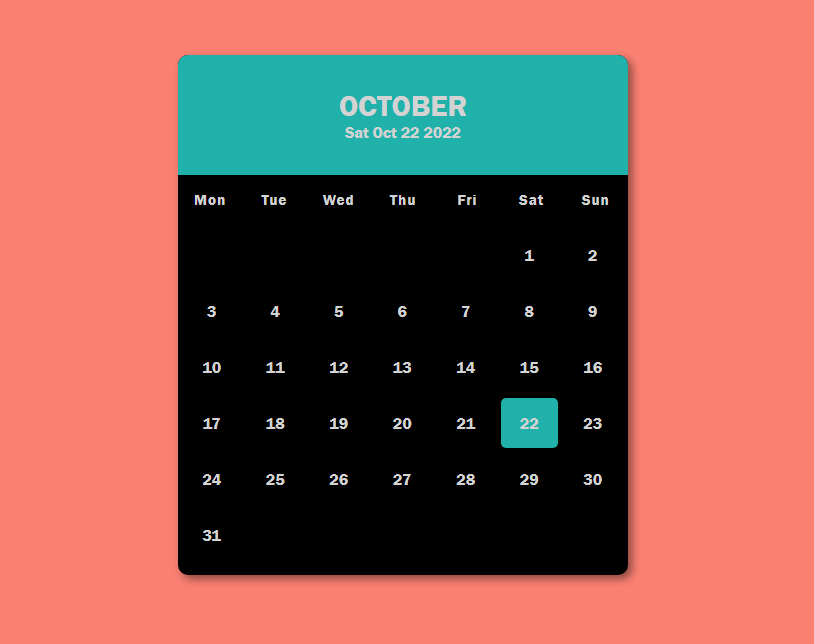 OCTOBER
Sat Oct 22 2022
Mon Tue Wed Thu Fri Sat Sun
1 2
3 4 5 6 7 8 9
10 11 12 13 14 15 16
17 18 19 20 21 22 23
24 25 26 27 28 29 30
31